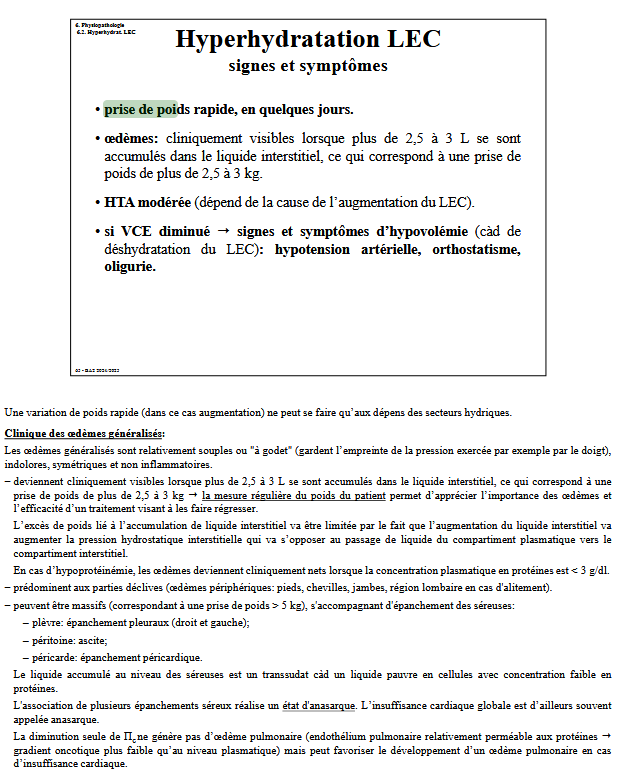 6. Physiopathologie
6.2. Hyperhydrat. LEC
Hyperhydratation LEC
signes et symptômes
• prise de poids rapide, en quelques jours.
• œdèmes: cliniquement visibles lorsque plus de 2,5 à 3 L se sont
accumulés dans le liquide interstitiel, ce qui correspond à une prise de
poids de plus de 2,5 à 3 kg.
• HTA modérée (dépend de la cause de l'augmentation du LEC).
• si VCE diminué → signes et symptômes d'hypovolémie (càd de
déshydratation du LEC): hypotension artérielle, orthostatisme,
oligurie.
Une variation de poids rapide (dans ce cas augmentation) ne peut se faire qu'aux dépens des secteurs hydriques.
Clinique des œdèmes généralisés:
Les œdèmes généralisés sont relativement souples ou "à godet" (gardent l'empreinte de la pression exercée par exemple par le doigt),
indolores, symétriques et non inflammatoires.
– deviennent cliniquement visibles lorsque plus de 2,5 à 3 L se sont accumulés dans le liquide interstitiel, ce qui correspond à une
prise de poids de plus de 2,5 à 3 kg → la mesure régulière du poids du patient permet d'apprécier l'importance des œdèmes et
l'efficacité d'un traitement visant à les faire régresser.
L'excès de poids lié à l'accumulation de liquide interstitiel va être limitée par le fait que l'augmentation du liquide interstitiel va
augmenter la pression hydrostatique interstitielle qui va s'opposer au passage de liquide du compartiment plasmatique vers le
compartiment interstitiel.
En cas d'hypoprotéinémie, les œdèmes deviennent cliniquement nets lorsque la concentration plasmatique en protéines est < 3 g/dl.
– prédominent aux parties déclives (œdèmes périphériques: pieds, chevilles, jambes, région lombaire en cas d'alitement).
– peuvent être massifs (correspondant à une prise de poids > 5 kg), s'accompagnant d'épanchement des séreuses:
– plèvre: épanchement pleuraux (droit et gauche);
– péritoine: ascite;
– péricarde: épanchement péricardique.
Le liquide accumulé au niveau des séreuses est un transsudat càd un liquide pauvre en cellules avec concentration faible en
protéines.
L'association de plusieurs épanchements séreux réalise un état d'anasarque. L'insuffisance cardiaque globale est d'ailleurs souvent
appelée anasarque.
La diminution seule de Πc ne génère pas d'œdème pulmonaire (endothélium pulmonaire relativement perméable aux protéines →
gradient oncotique plus faible qu'au niveau plasmatique) mais peut favoriser le développement d'un œdème pulmonaire en cas
d'insuffisance cardiaque.